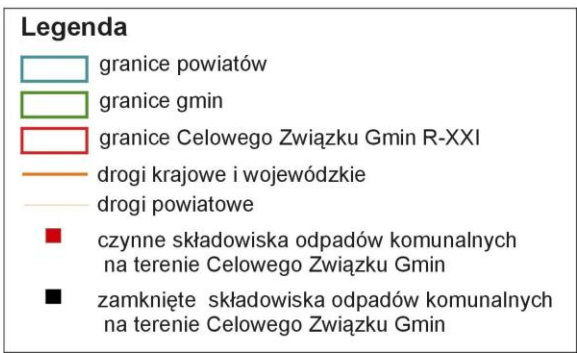 Legenda
granice powiatów
granice gmin
granice Celowego Związku Gmin R-XXI
drogi krajowe i wojewódzkie
drogi powiatowe
czynne składowiska odpadów komunalnych
na terenie Celowego Związku Gmin
zamknięte składowiska odpadów komunalnych
na terenie Celowego Związku Gmin